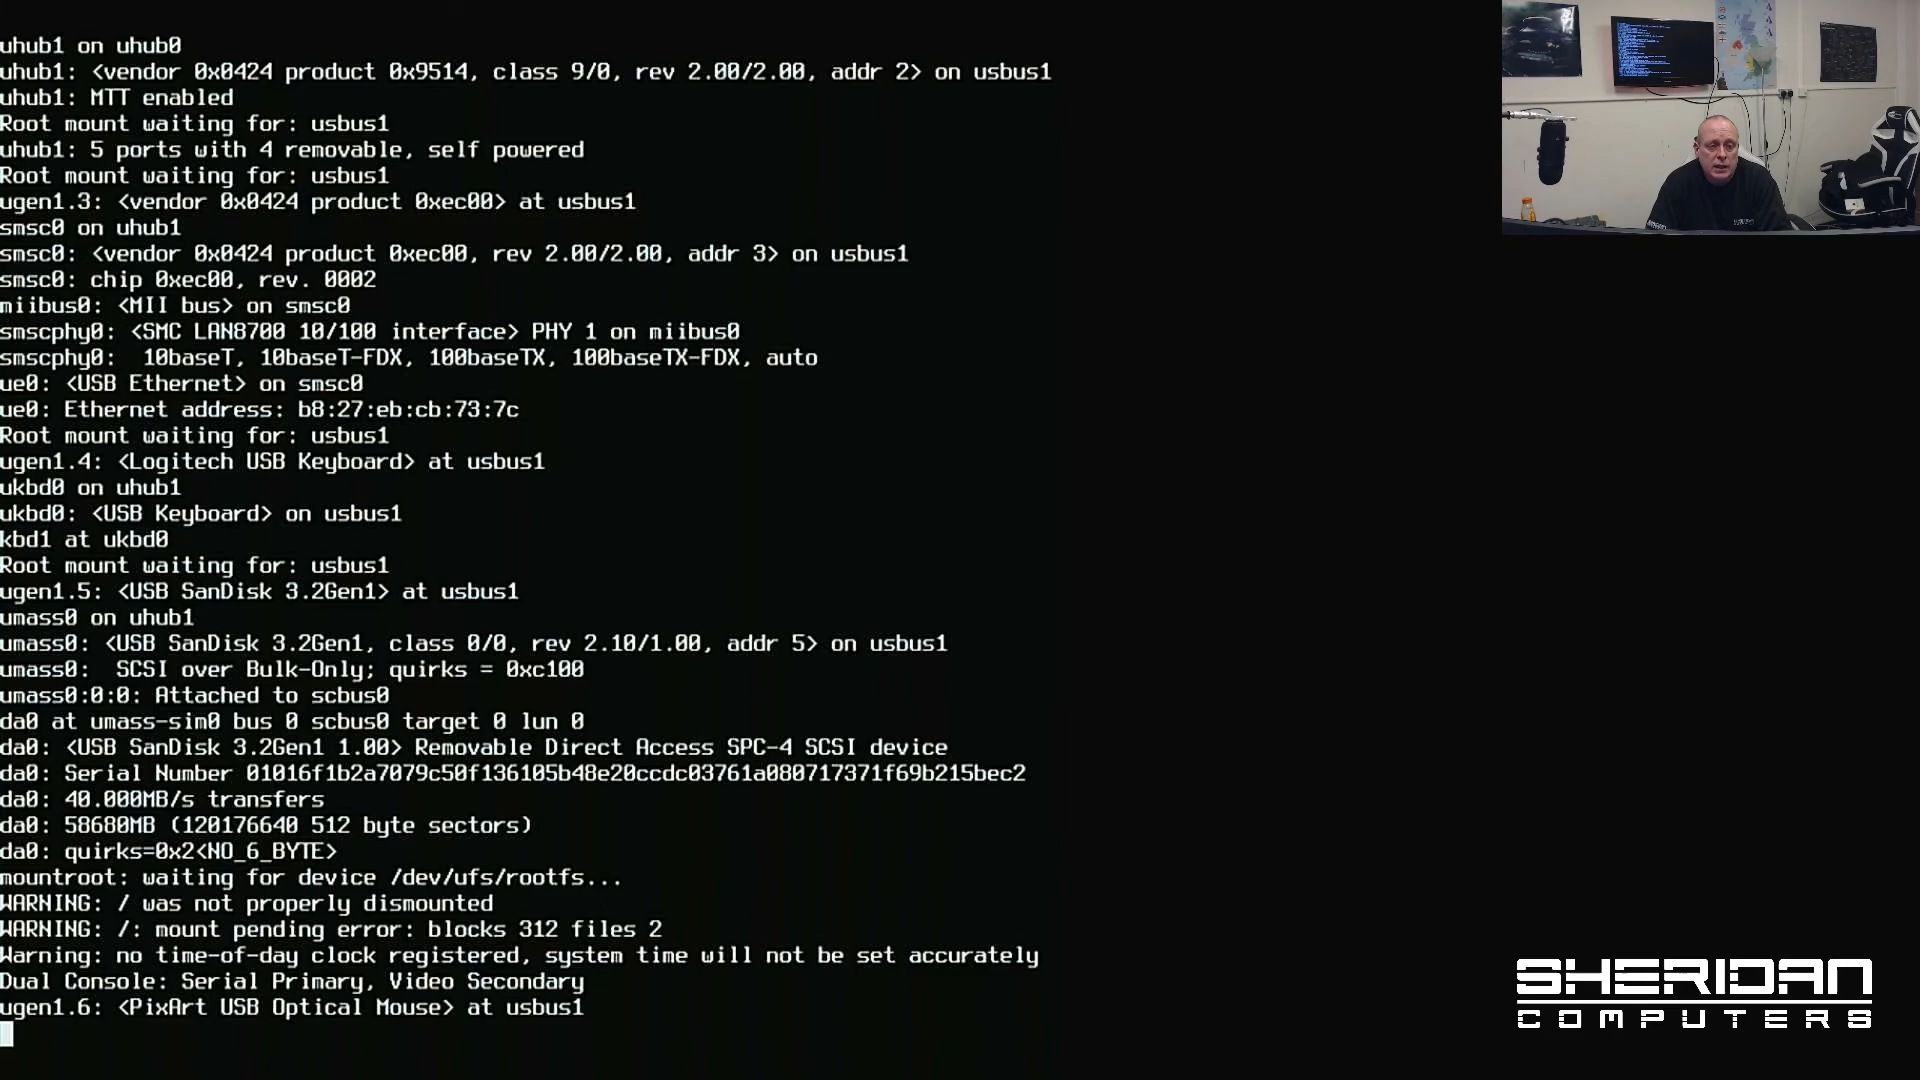 uhub1 on uhub0
uhub1: <vendor 0x0424 product 0x9514, class 9/0, rev 2.00/2.00, addr 2> on usbus1
uhub1: MTT enabled
Root mount waiting for: usbus1
uhub1: 5 ports with 4 removable, self powered
Root mount waiting for: usbus1
ugen1.3: <vendor 0x0424 product 0xec00> at usbus1
smsc0 on uhub1
smsc0: <vendor 0x0424 product 0xec00, rev 2.00/2.00, addr 3> on usbus1
smsc0: chip 0xec00, rev. 0002
miibus0: <MII bus> on smsc0
smscphy0: <SMC LAN8700 10/100 interface> PHY 1 on miibus0
smscphy0:  10baseT, 10baseT-FDX, 100baseTX, 100baseTX-FDX, auto
ue0: <USB Ethernet> on smsc0
ue0: Ethernet address: b8:27:eb:cb:73:7c
Root mount waiting for: usbus1
ugen1.4: <Logitech USB Keyboard> at usbus1
ukbd0 on uhub1
ukbd0: <USB Keyboard> on usbus1
kbd1 at ukbd0
Root mount waiting for: usbus1
ugen1.5: <USB SanDisk 3.2Gen1> at usbus1
umass0 on uhub1
umass0: <USB SanDisk 3.2Gen1, class 0/0, rev 2.10/1.00, addr 5> on usbus1
umass0:  SCSI over Bulk-Only; quirks = 0xc100
umass0:0:0: Attached to scbus0
da0 at umass-sim0 bus 0 scbus0 target 0 lun 0
da0: <USB SanDisk 3.2Gen1 1.00> Removable Direct Access SPC-4 SCSI device
da0: Serial Number 01016f1b2a7079c50f136105b48e20ccdc03761a080717371f69b215bec2
da0: 40.000MB/s transfers
da0: 58680MB (120176640 512 byte sectors)
da0: quirks=0x2<NO_6_BYTE>
mountroot: waiting for device /dev/ufs/rootfs...
WARNING: / was not properly dismounted
WARNING: /: mount pending error: blocks 312 files 2
Warning: no time-of-day clock registered, system time will not be set accurately
Dual Console: Serial Primary, Video Secondary
ugen1.6: <PixArt USB Optical Mouse> at usbus1
SHERIDAN
COMPUTERS